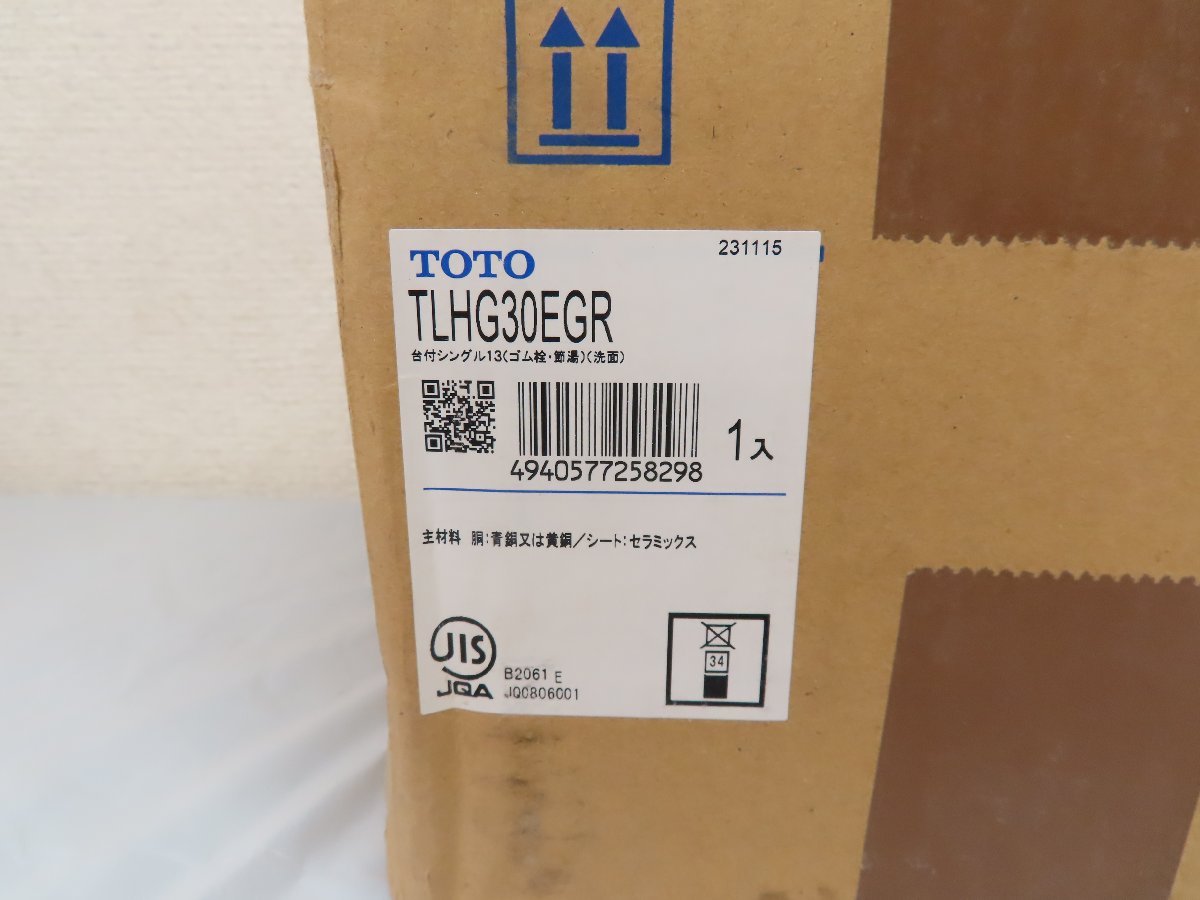 231115
TOTO
TLHG30EGR
台付シングル13(ゴム栓・節湯)(洗面)
1入
4940577258298
主材料 胴:青銅又は黄銅/シート:セラミックス
JIS
JQA
B2061 E
JQ0806001
34